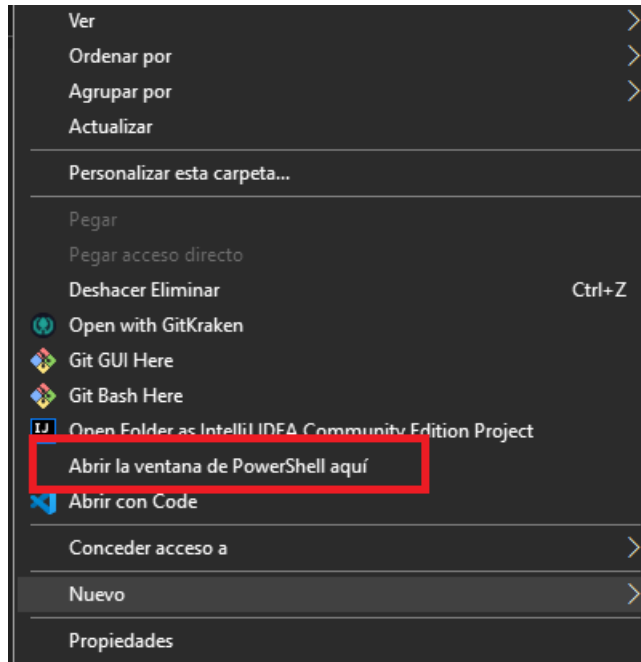 Ver
Ordenar por
Agrupar por
Actualizar
Personalizar esta carpeta...
Pegar
Pegar acceso directo
Deshacer Eliminar Ctrl+Z
Open with GitKraken
Git GUI Here
Git Bash Here
IJ Open Folder as IntelliJ IDEA Community Edition Project
Abrir la ventana de PowerShell aquí
Abrir con Code
Conceder acceso a
Nuevo
Propiedades